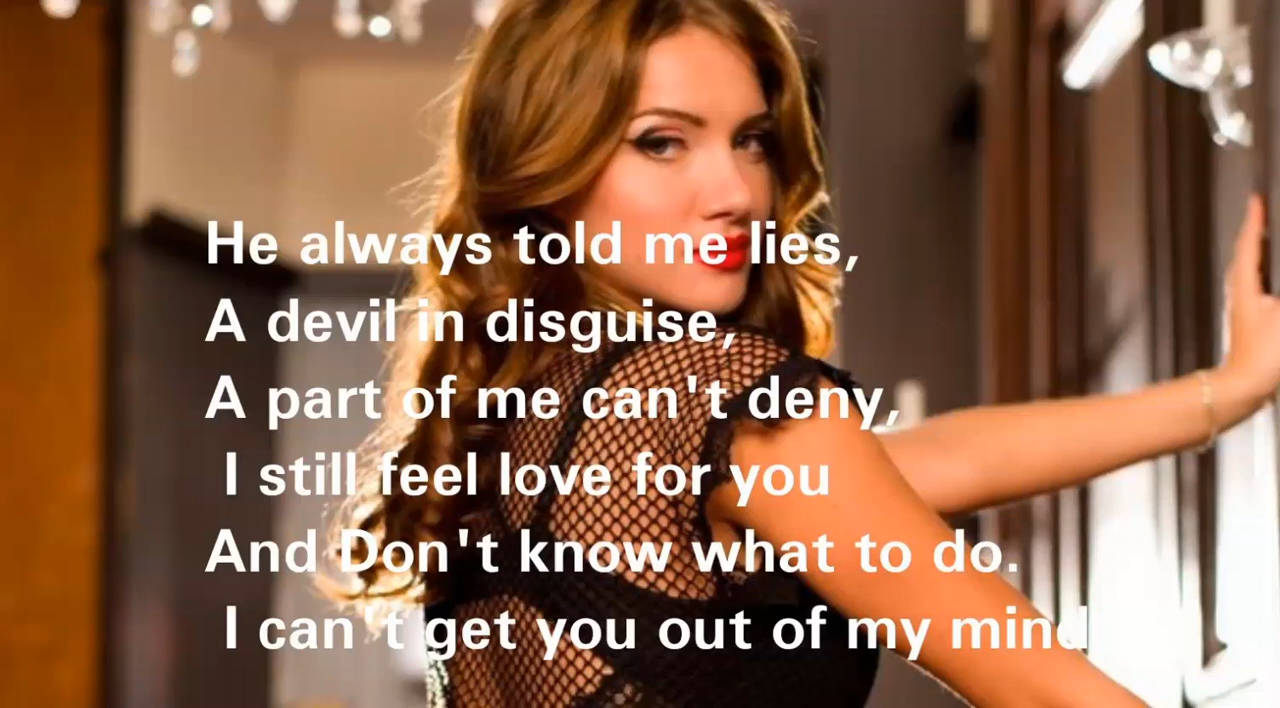 He always told me lies,
A devil in disguise,
A part of me can't deny,
I still feel love for you
And Don't know what to do.
I can't get you out of my mind